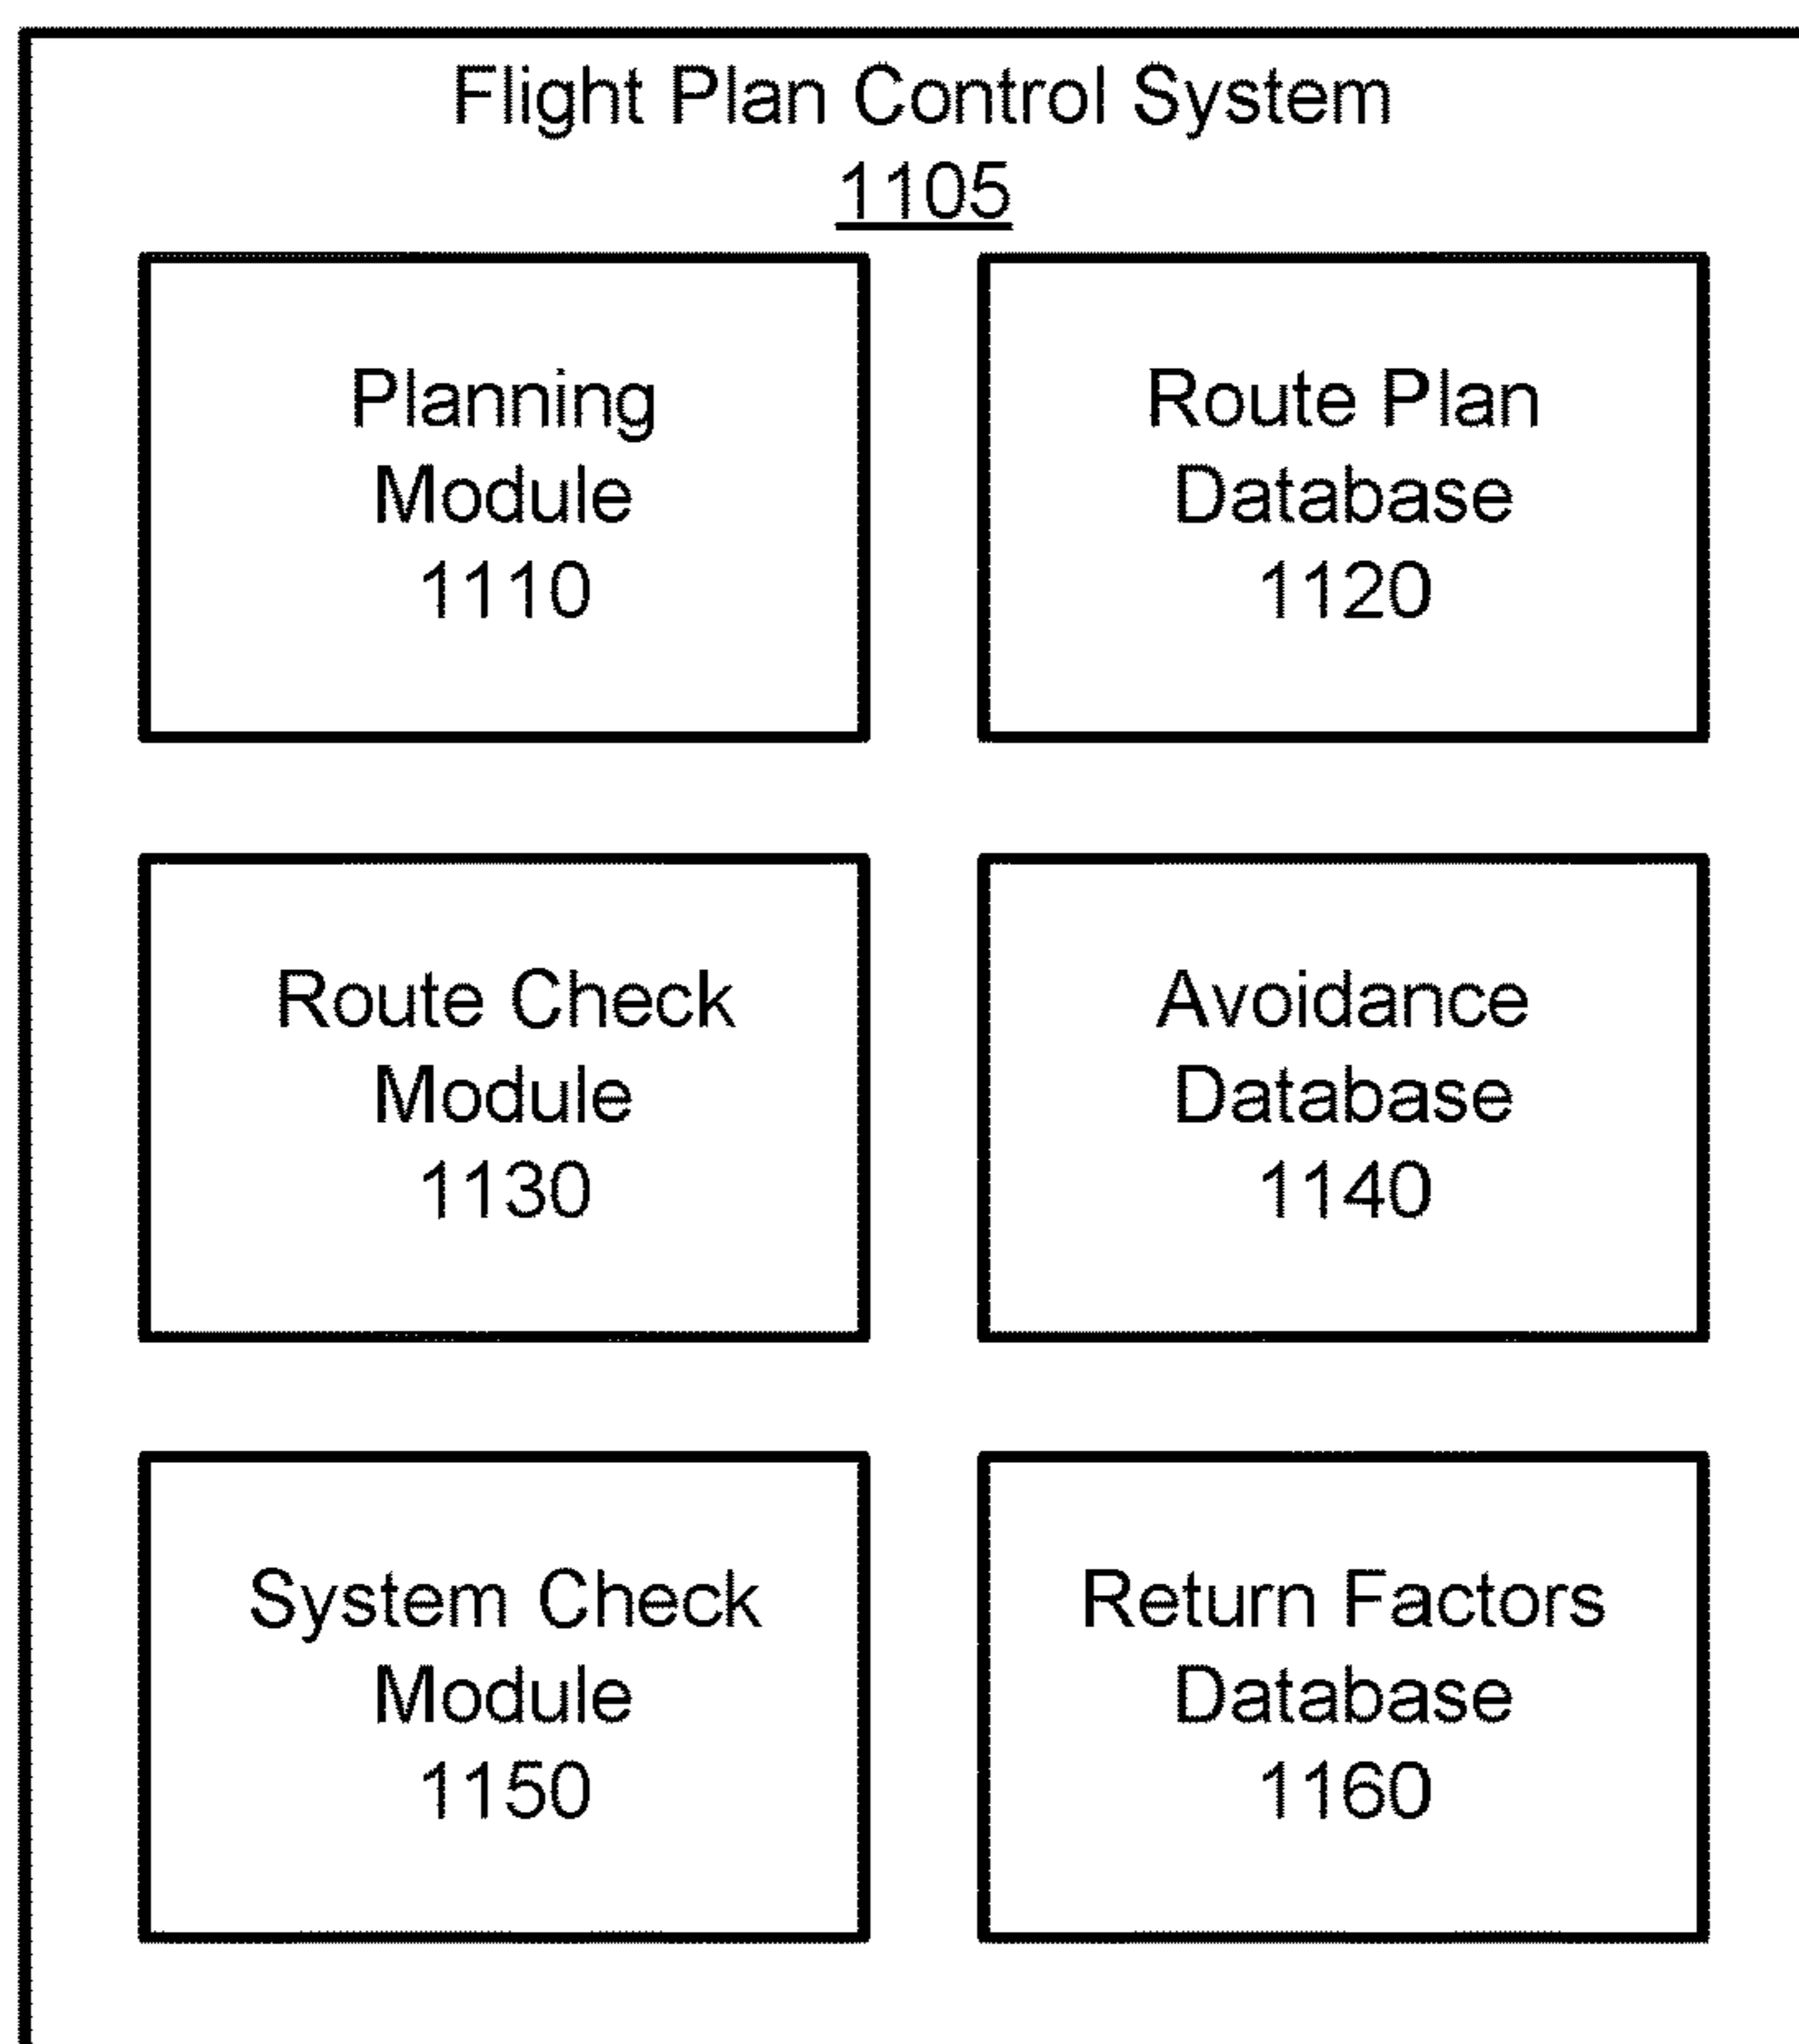 Flight Plan Control System
1105
Planning
Module
1110
Route Plan
Database
1120
Route Check
Module
1130
Avoidance
Database
1140
System Check
Module
1150
Return Factors
Database
1160